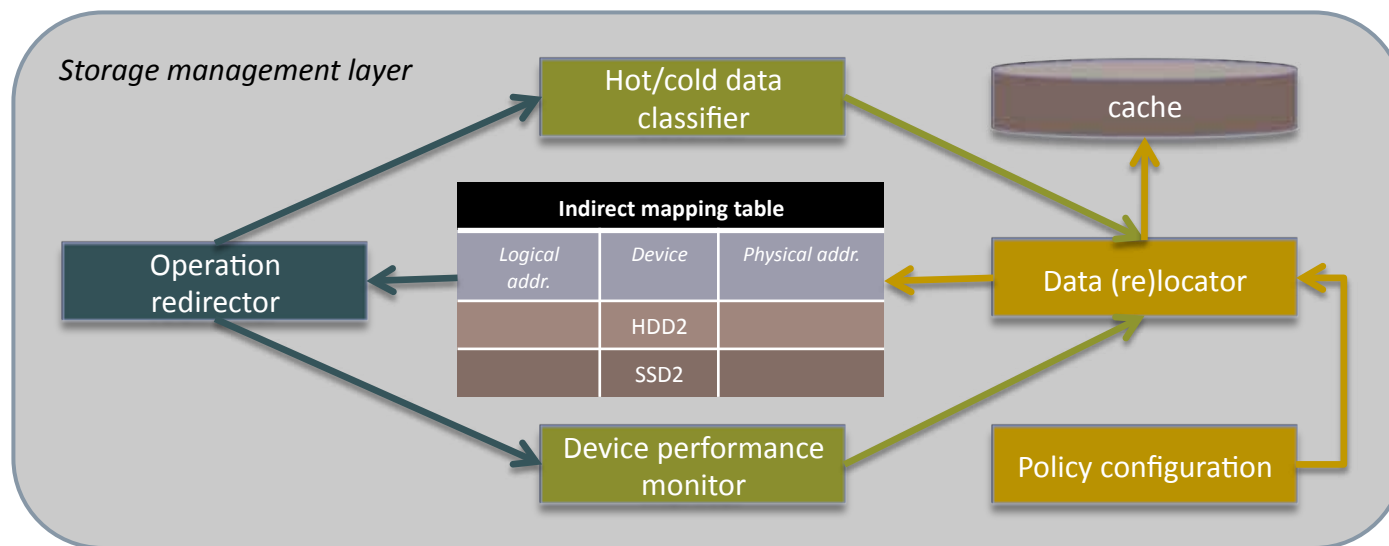 Storage management layer
Hot/cold data
classifier
cache
Indirect mapping table
Logical
addr.
Device
Physical addr.
Operation
redirector
Data (re)locator
HDD2
SSD2
Device performance
monitor
Policy configuration